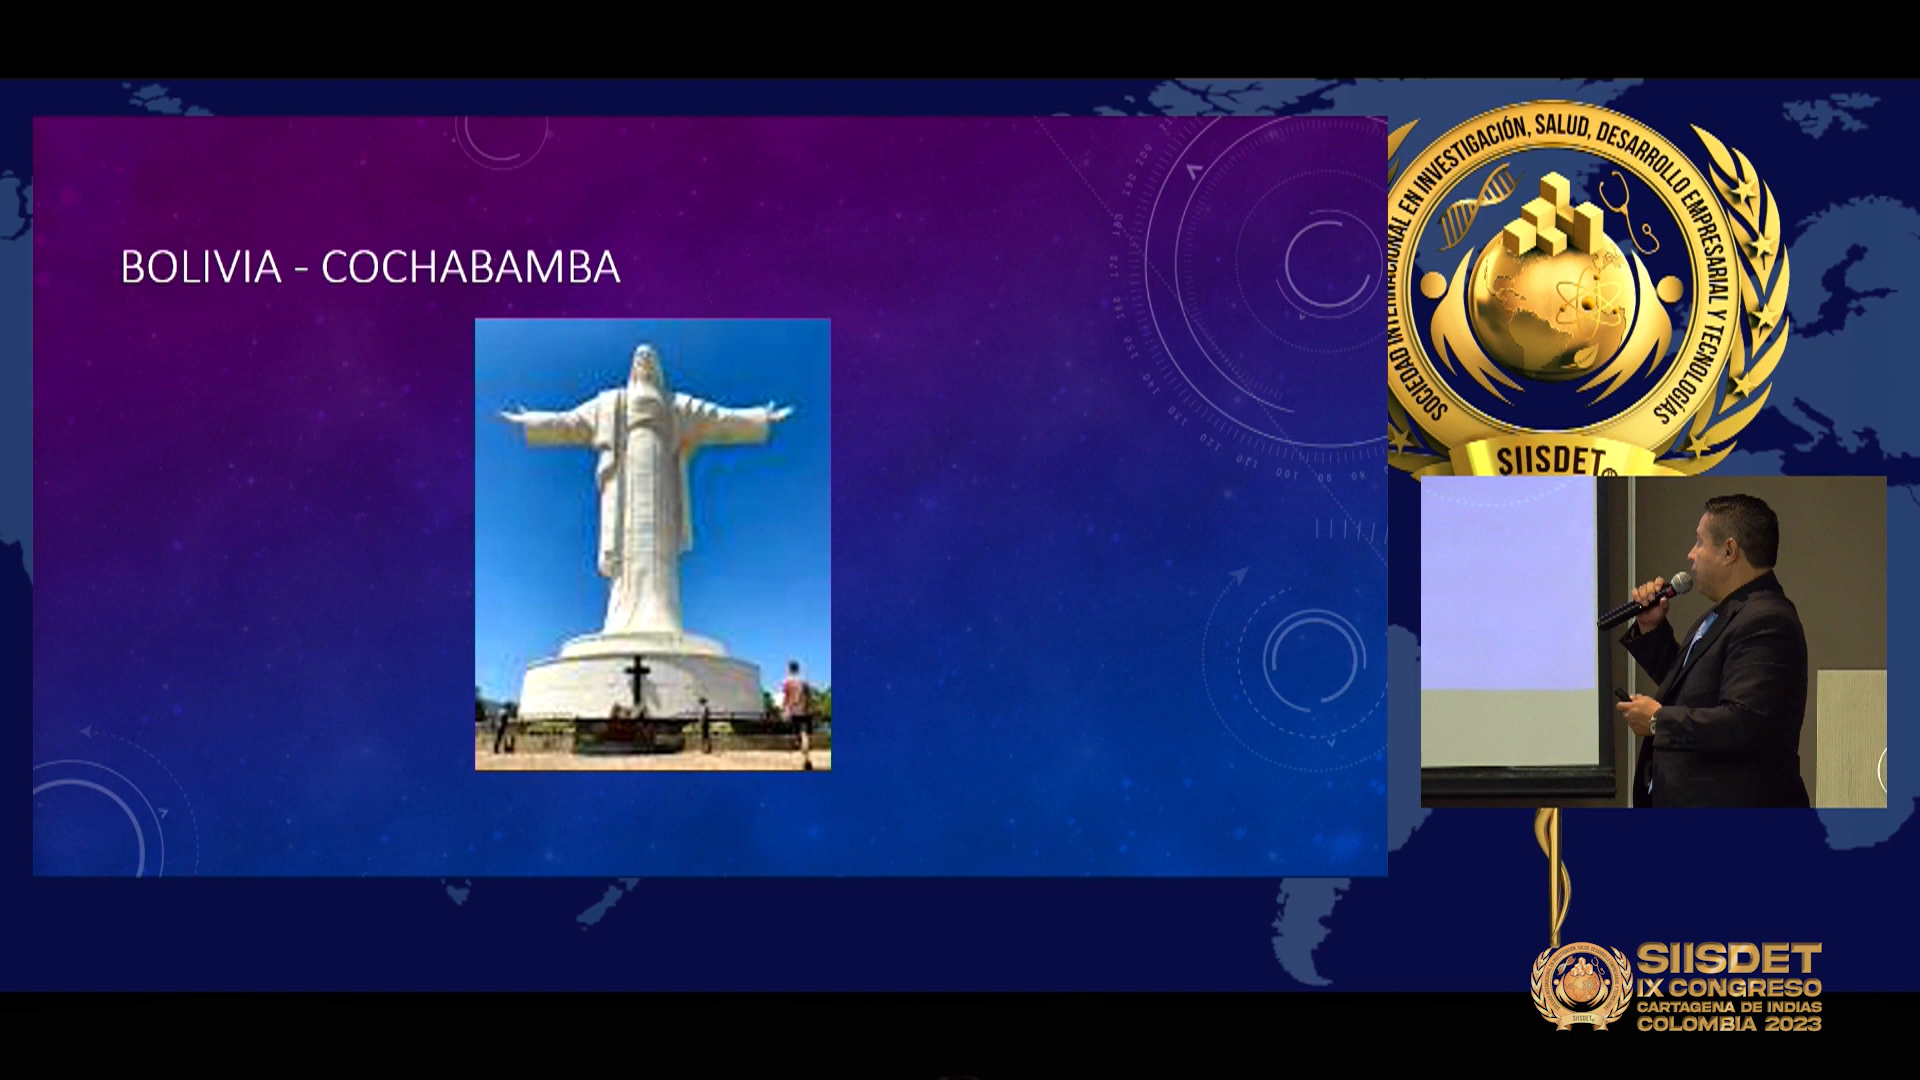 BOLIVIA - COCHABAMBA
SOCIEDAD INTERNACIONAL EN INVESTIGACIÓN, SALUD, DESARROLLO EMPRESARIAL Y TECNOLOGÍAS
SIISDET
SIISDET
IX CONGRESO
CARTAGENA DE INDIAS
COLOMBIA 2023